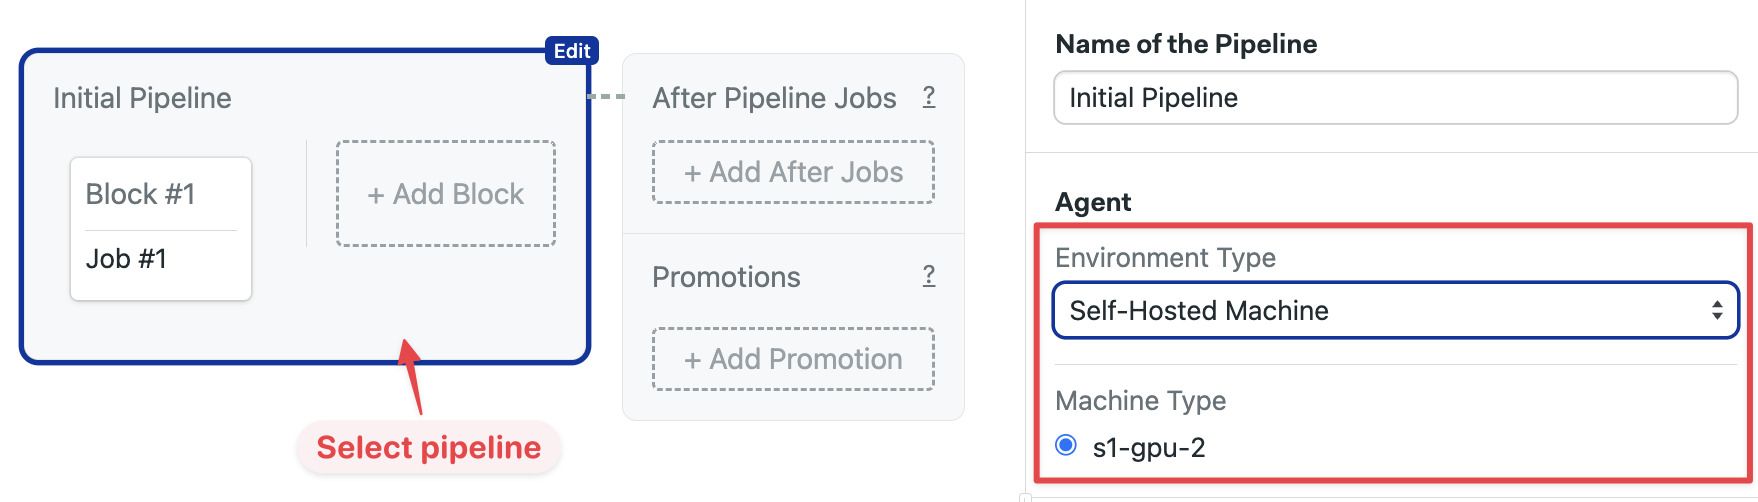 Edit
Initial Pipeline
Block #1
Job #1
+ Add Block
Select pipeline
After Pipeline Jobs ?
+ Add After Jobs
Promotions ?
+ Add Promotion
Name of the Pipeline
Initial Pipeline
Agent
Environment Type
Self-Hosted Machine
Machine Type
s1-gpu-2